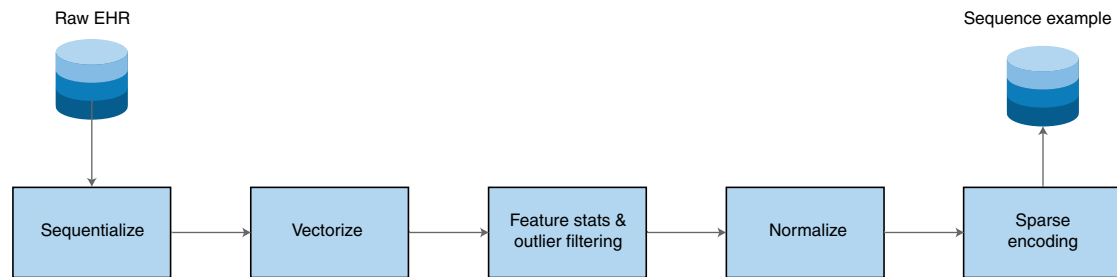 Raw EHR
Sequence example
Sequentialize
Vectorize
Feature stats &
outlier filtering
Normalize
Sparse
encoding